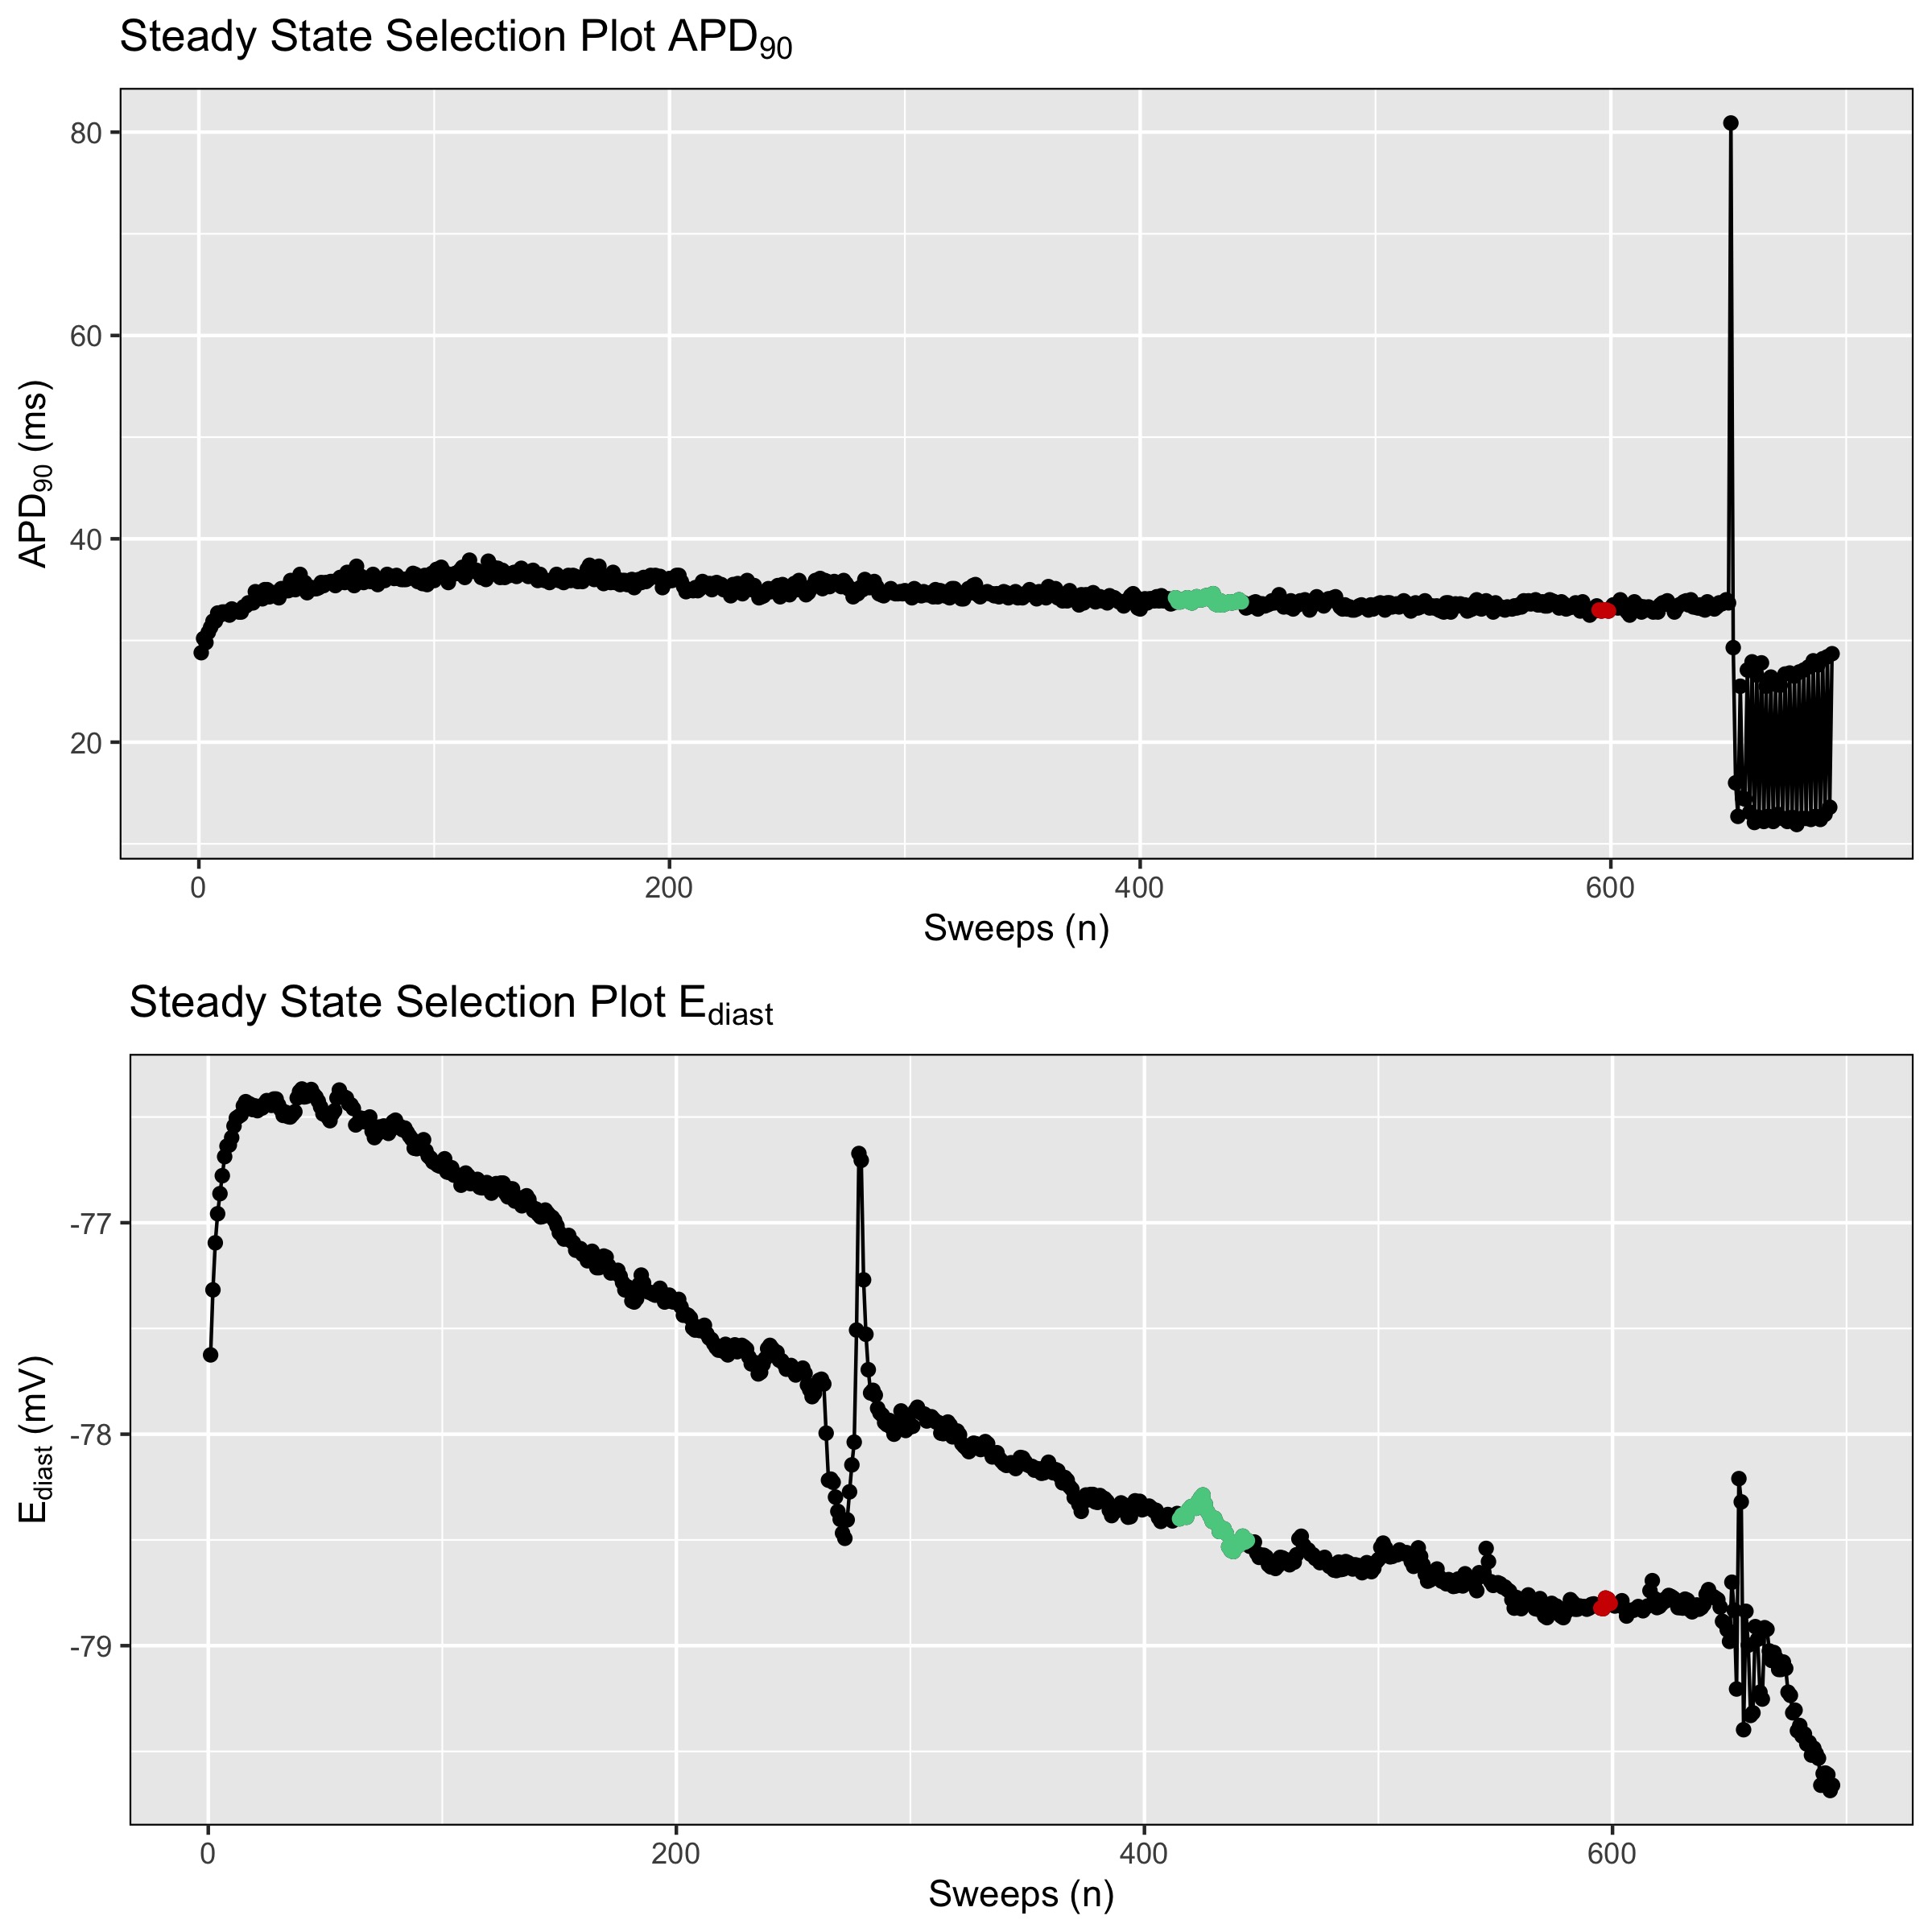 Steady State Selection Plot APD90
80
60
40
20
APD90 (ms)
0 200 400 600
Sweeps (n)
Steady State Selection Plot Ediast
-77
-78
-79
Ediast (mV)
0 200 400 600
Sweeps (n)